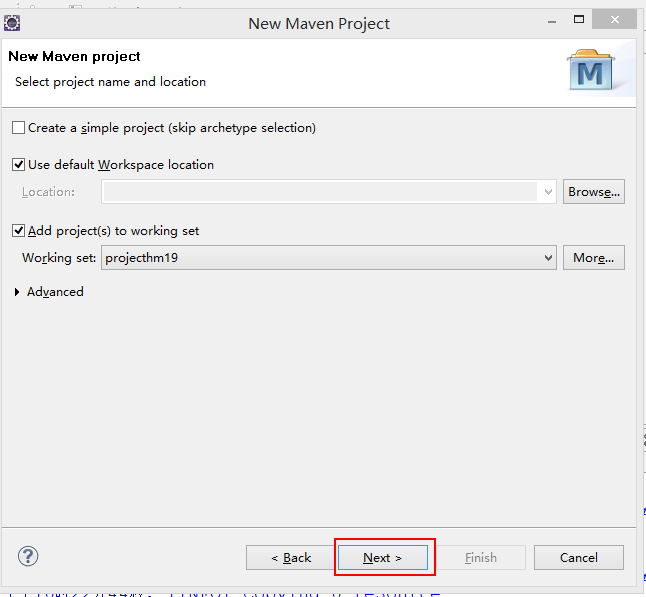 New Maven Project
New Maven project
Select project name and location
M
Create a simple project (skip archetype selection)
Use default Workspace location
Location:
Browse...
Add project(s) to working set
Working set: projecthm19
More...
Advanced
?
< Back
Next >
Finish
Cancel